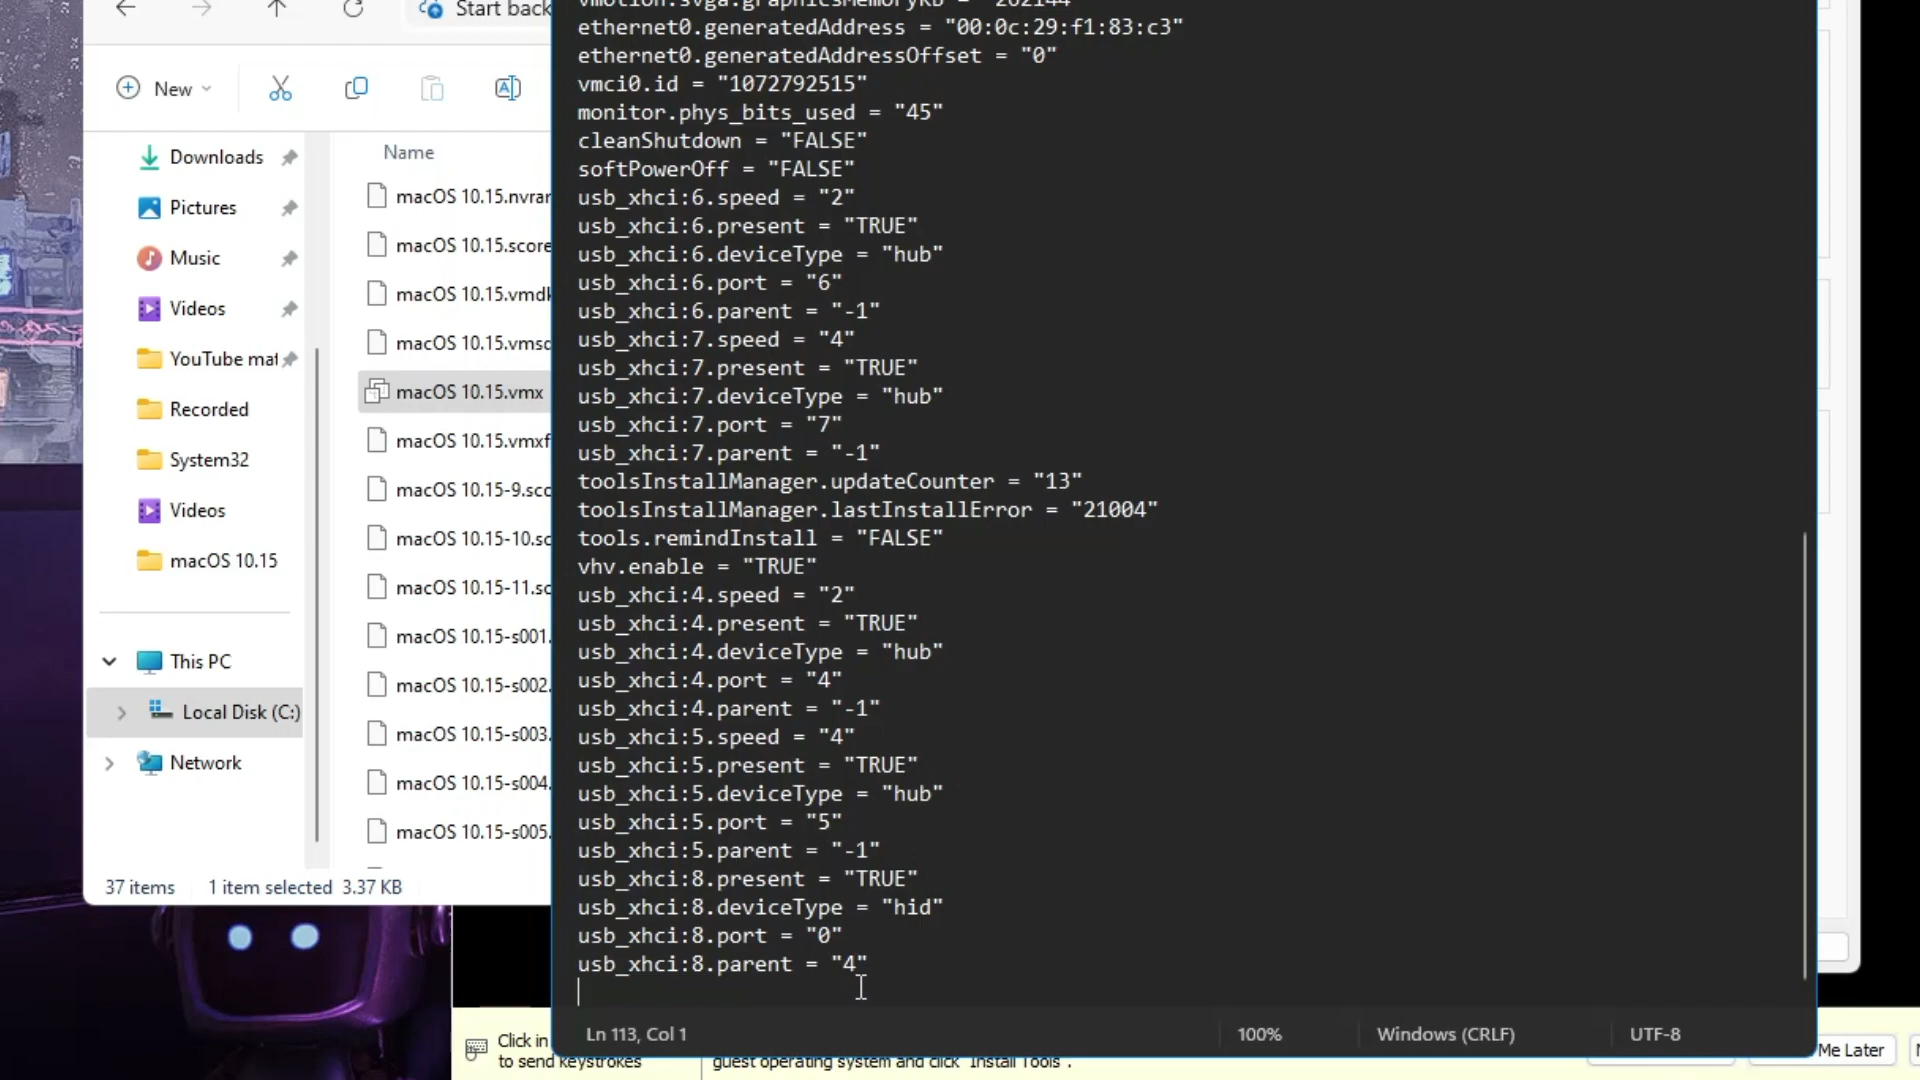 Start back
New
Name
Downloads
Pictures
Music
Videos
YouTube mat
Recorded
System32
Videos
macOS 10.15
This PC
Local Disk (C:)
Network
macOS 10.15.nvrar
macOS 10.15.score
macOS 10.15.vmdk
macOS 10.15.vmsd
macOS 10.15.vmx
macOS 10.15.vmxf
macOS 10.15-9.sco
macOS 10.15-10.sc
macOS 10.15-11.sc
macOS 10.15-s001.
macOS 10.15-s002.
macOS 10.15-s003.
macOS 10.15-s004.
macOS 10.15-s005.
37 items 1 item selected 3.37 KB
vmotion.svga.graphicsMemoryKB = "262144"
ethernet0.generatedAddress = "00:0c:29:f1:83:c3"
ethernet0.generatedAddressOffset = "0"
vmci0.id = "1072792515"
monitor.phys_bits_used = "45"
cleanShutdown = "FALSE"
softPowerOff = "FALSE"
usb_xhci:6.speed = "2"
usb_xhci:6.present = "TRUE"
usb_xhci:6.deviceType = "hub"
usb_xhci:6.port = "6"
usb_xhci:6.parent = "-1"
usb_xhci:7.speed = "4"
usb_xhci:7.present = "TRUE"
usb_xhci:7.deviceType = "hub"
usb_xhci:7.port = "7"
usb_xhci:7.parent = "-1"
toolsInstallManager.updateCounter = "13"
toolsInstallManager.lastInstallError = "21004"
tools.remindInstall = "FALSE"
vhv.enable = "TRUE"
usb_xhci:4.speed = "2"
usb_xhci:4.present = "TRUE"
usb_xhci:4.deviceType = "hub"
usb_xhci:4.port = "4"
usb_xhci:4.parent = "-1"
usb_xhci:5.speed = "4"
usb_xhci:5.present = "TRUE"
usb_xhci:5.deviceType = "hub"
usb_xhci:5.port = "5"
usb_xhci:5.parent = "-1"
usb_xhci:8.present = "TRUE"
usb_xhci:8.deviceType = "hid"
usb_xhci:8.port = "0"
usb_xhci:8.parent = "4"
Ln 113, Col 1 100% Windows (CRLF) UTF-8
Click in
to send keystrokes
guest operating system and click "Install Tools".
Me Later